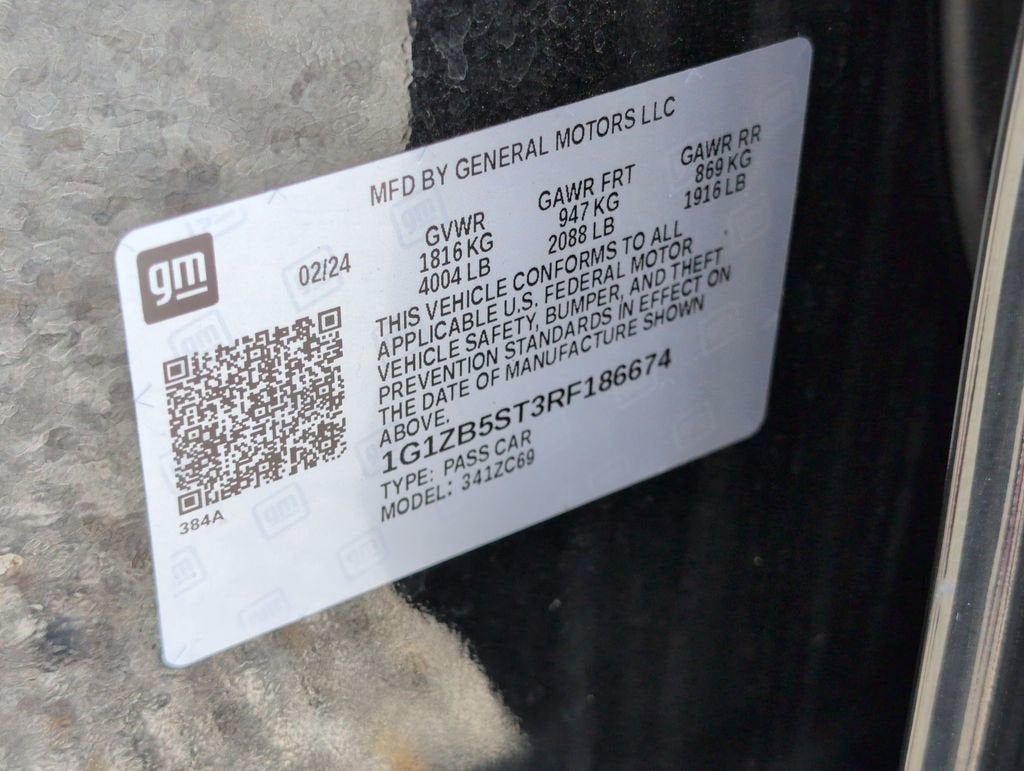 MFD BY GENERAL MOTORS LLC
gm
02/24
GVWR GAWR FRT GAWR RR
1816 KG 947 KG 869 KG
4004 LB 2088 LB 1916 LB
THIS VEHICLE CONFORMS TO ALL
APPLICABLE U.S. FEDERAL MOTOR
VEHICLE SAFETY, BUMPER, AND THEFT
PREVENTION STANDARDS IN EFFECT ON
THE DATE OF MANUFACTURE SHOWN
ABOVE.
1G1ZB5ST3RF186674
TYPE: PASS CAR
MODEL: 341ZC69
384A